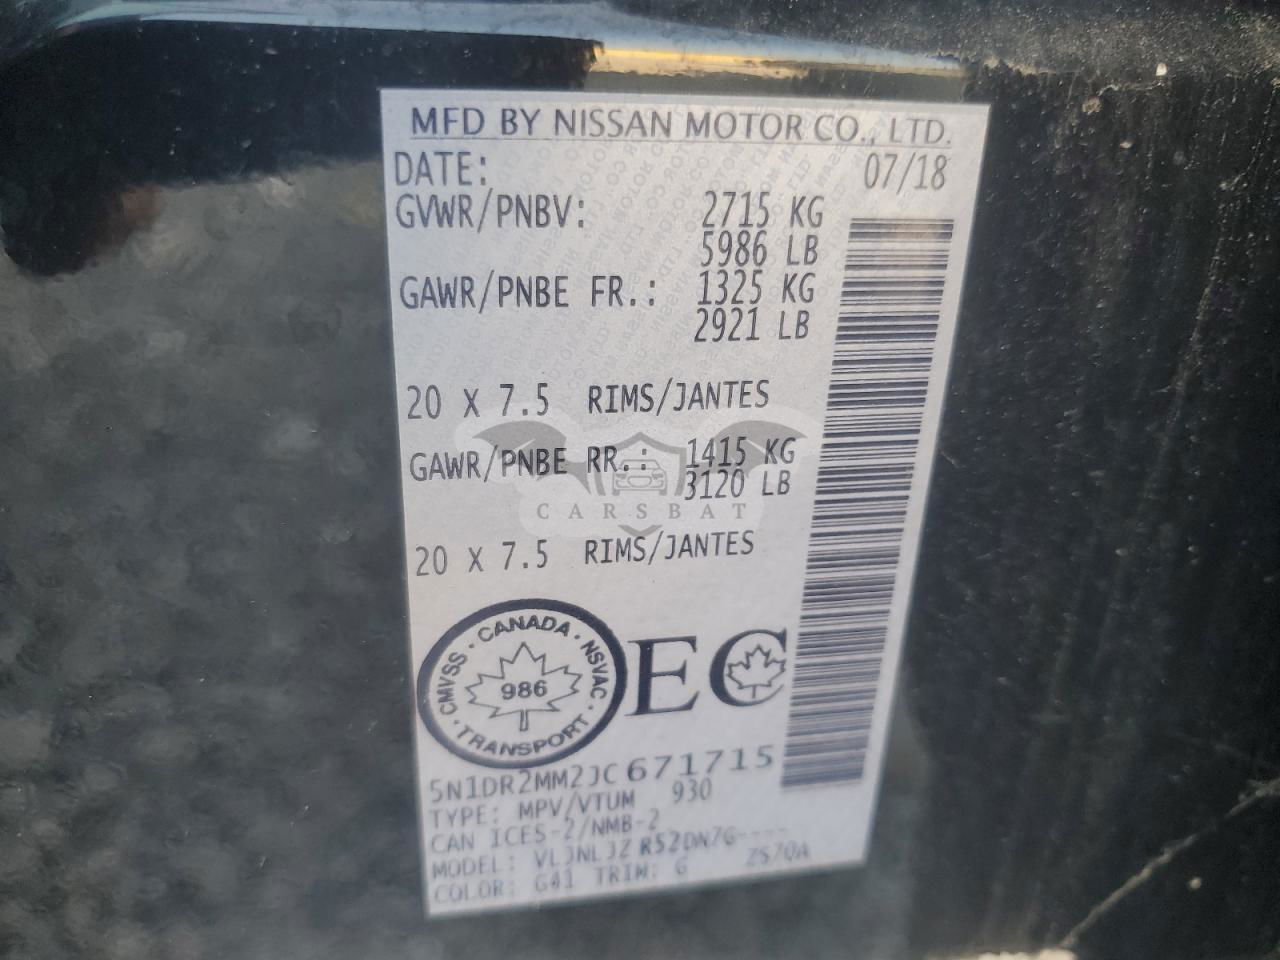 MFD BY NISSAN MOTOR CO., LTD.
DATE: 07/18
GVWR/PNBV: 2715 KG
5986 LB
GAWR/PNBE FR.: 1325 KG
2921 LB
20 X 7.5 RIMS/JANTES
GAWR/PNBE RR.: 1415 KG
3120 LB
CARSBAT
20 X 7.5 RIMS/JANTES
CMVSS · CANADA · NSVAC · TRANSPORT ·
986
EC
5N1DR2MM2JC671715
TYPE: MPV/VTUM 930
CAN ICES-2/NMB-2
MODEL: VLJNLJZ R52DN7G----
COLOR: G41 TRIM: G ZS70A